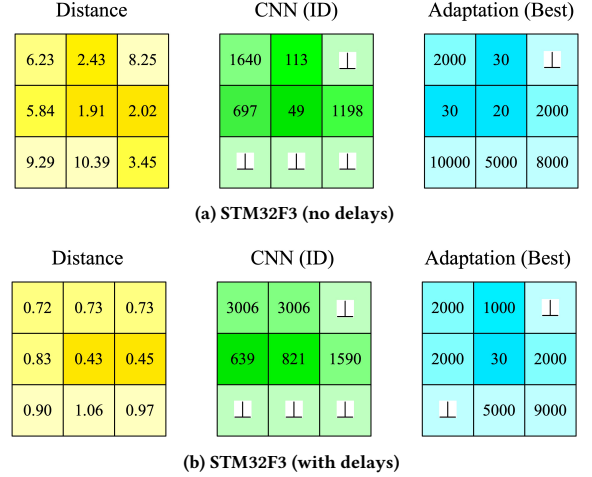 Distance CNN (ID) Adaptation (Best)
6.23 2.43 8.25 1640 113 ⊥ 2000 30 ⊥
5.84 1.91 2.02 697 49 1198 30 20 2000
9.29 10.39 3.45 ⊥ ⊥ ⊥ 10000 5000 8000
(a) STM32F3 (no delays)
Distance CNN (ID) Adaptation (Best)
0.72 0.73 0.73 3006 3006 ⊥ 2000 1000 ⊥
0.83 0.43 0.45 639 821 1590 2000 30 2000
0.90 1.06 0.97 ⊥ ⊥ ⊥ ⊥ 5000 9000
(b) STM32F3 (with delays)